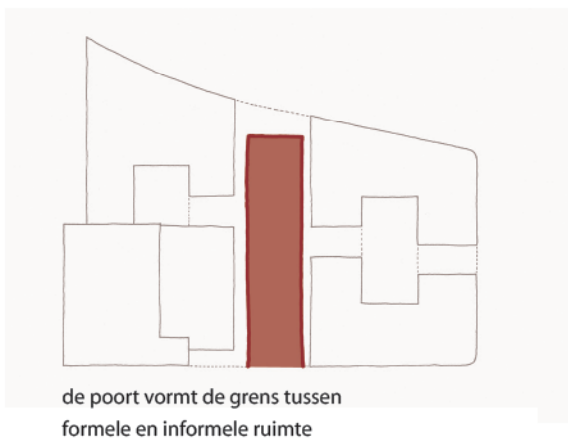 de poort vormt de grens tussen
formele en informele ruimte